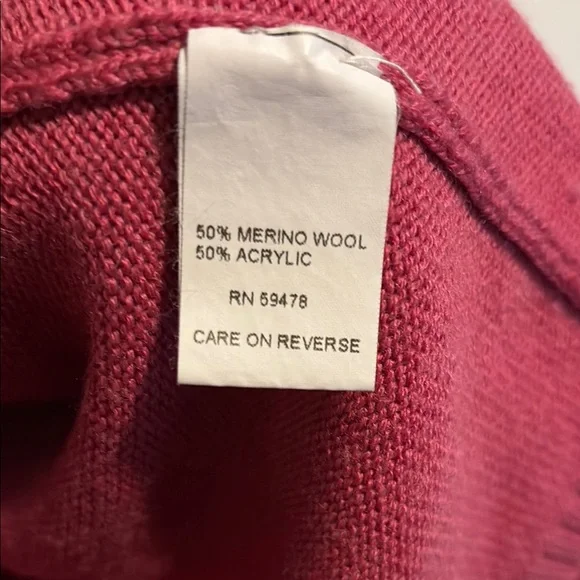 50% MERINO WOOL
50% ACRYLIC
RN 59478
CARE ON REVERSE